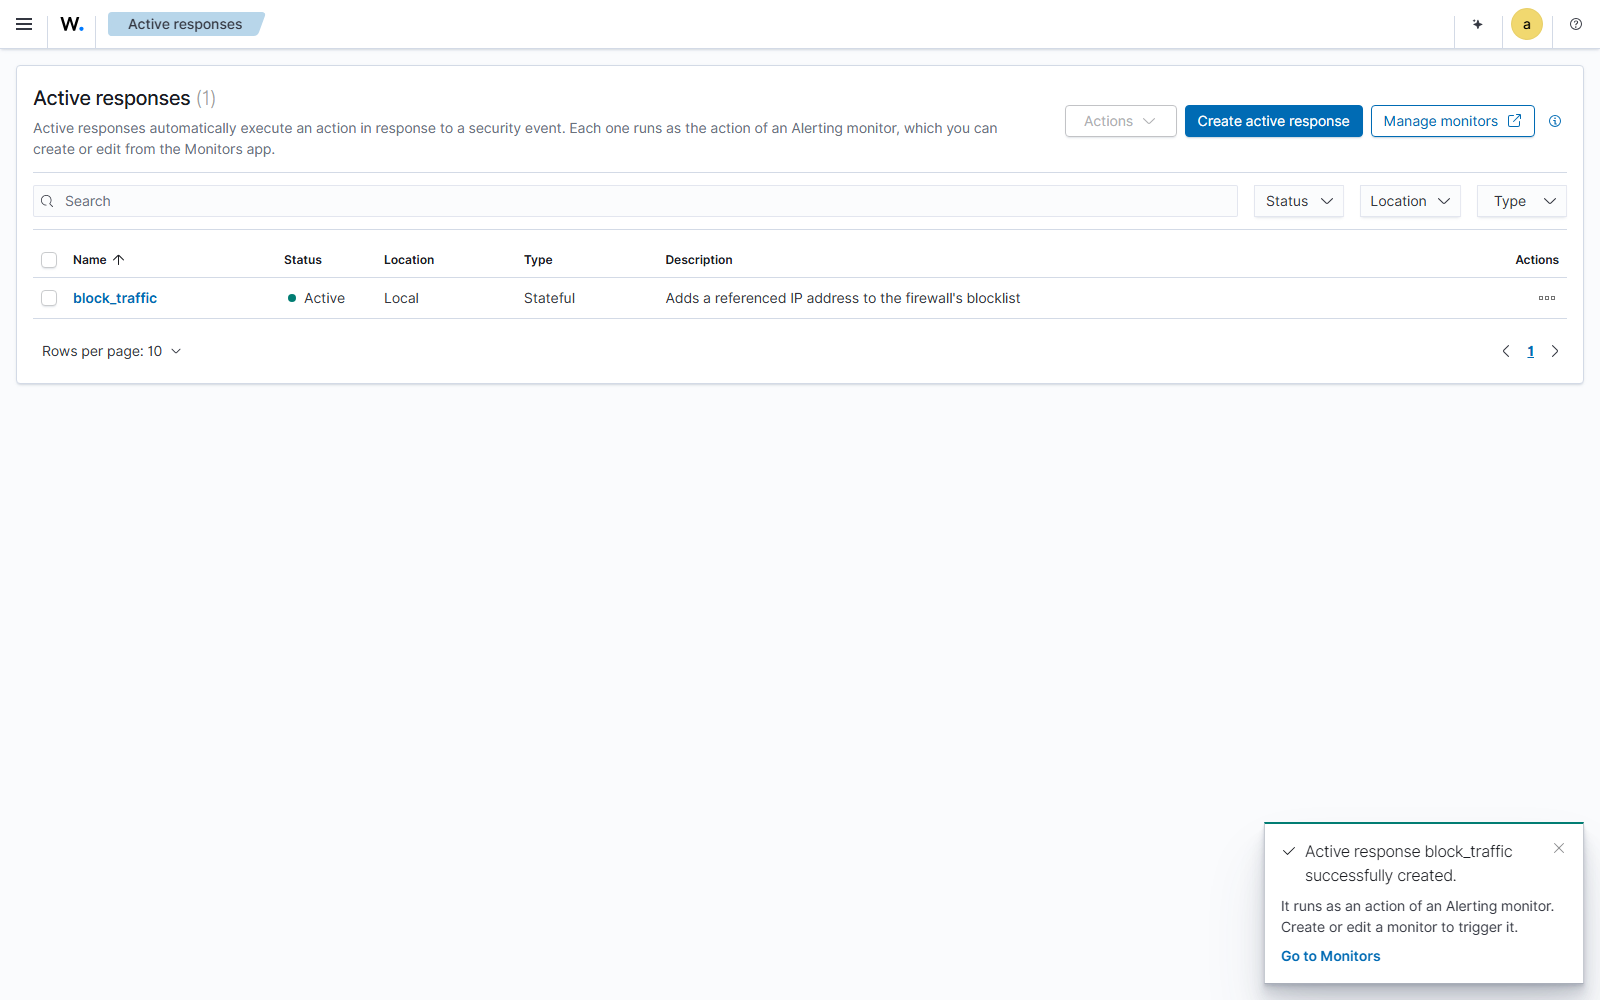 W. Active responses a
Active responses (1)
Active responses automatically execute an action in response to a security event. Each one runs as the action of an Alerting monitor, which you can
create or edit from the Monitors app.
Actions Create active response Manage monitors
Search Status Location Type
Name Status Location Type Description Actions
block_traffic Active Local Stateful Adds a referenced IP address to the firewall's blocklist
Rows per page: 10 1
Active response block_traffic
successfully created.
It runs as an action of an Alerting monitor.
Create or edit a monitor to trigger it.
Go to Monitors